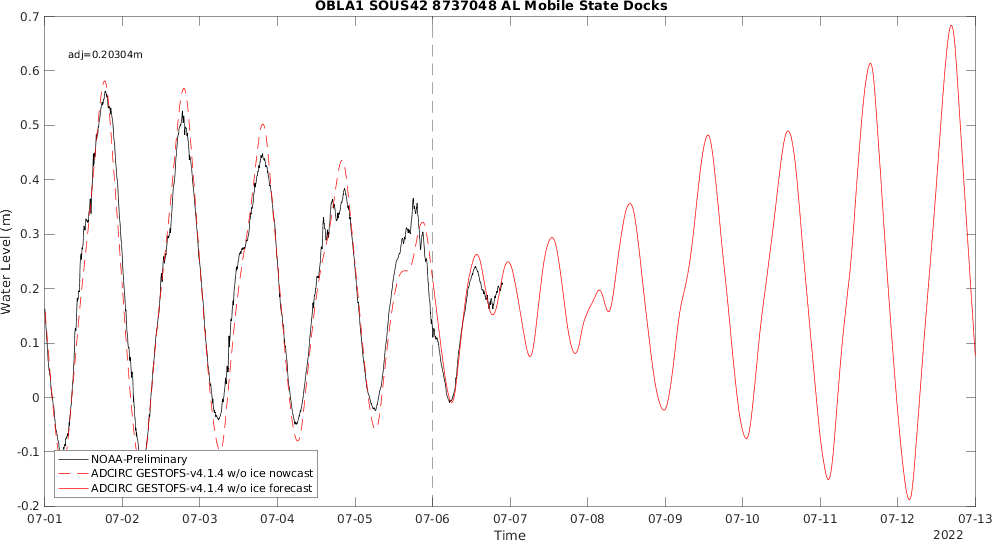 OBLA1 SOUS42 8737048 AL Mobile State Docks
adj=0.20304m
Water Level (m)
0.7
0.6
0.5
0.4
0.3
0.2
0.1
0
-0.1
-0.2
NOAA-Preliminary
ADCIRC GESTOFS-v4.1.4 w/o ice nowcast
ADCIRC GESTOFS-v4.1.4 w/o ice forecast
07-01 07-02 07-03 07-04 07-05 07-06 07-07 07-08 07-09 07-10 07-11 07-12 07-13
Time
2022